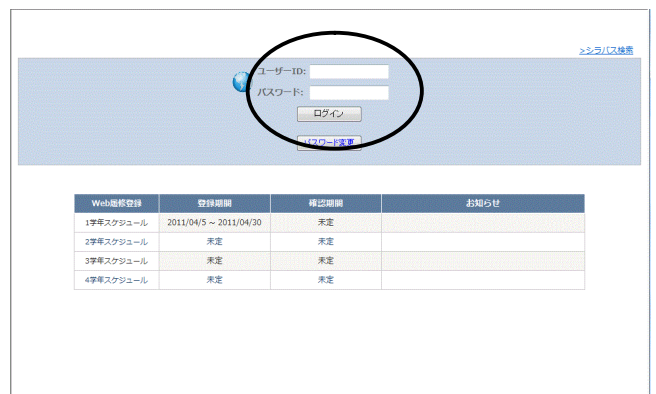 >シラバス検索
ユーザーID:
パスワード:
ログイン
パスワード変更
Web履修登録 登録期間 確認期間 お知らせ
1学年スケジュール 2011/04/5 ~ 2011/04/30 未定
2学年スケジュール 未定 未定
3学年スケジュール 未定 未定
4学年スケジュール 未定 未定